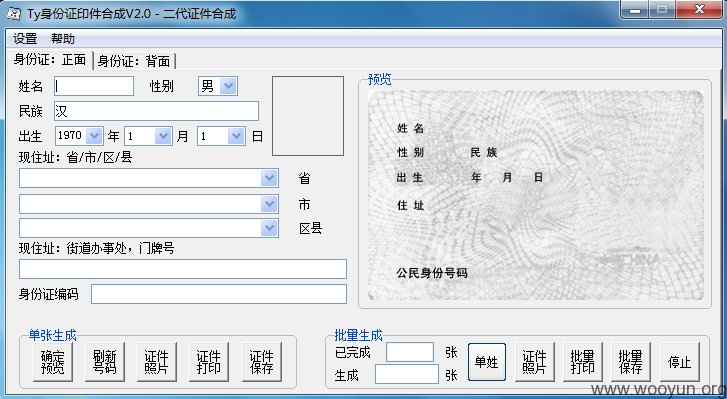 Ty身份证印件合成V2.0 - 二代证件合成
设置 帮助
身份证：正面 身份证：背面
姓名 性别 男
民族 汉
出生 1970 年 1 月 1 日
现住址：省/市/区/县
省
市
区县
现住址：街道办事处，门牌号
身份证编码
预览
姓 名
性 别 民 族
出 生 年 月 日
住 址
CHINA
公民身份号码
单张生成
确定预览 刷新号码 证件照片 证件打印 证件保存
批量生成
已完成 张
生成 张
单姓 证件照片 批量打印 批量保存 停止
www.wooyun.org